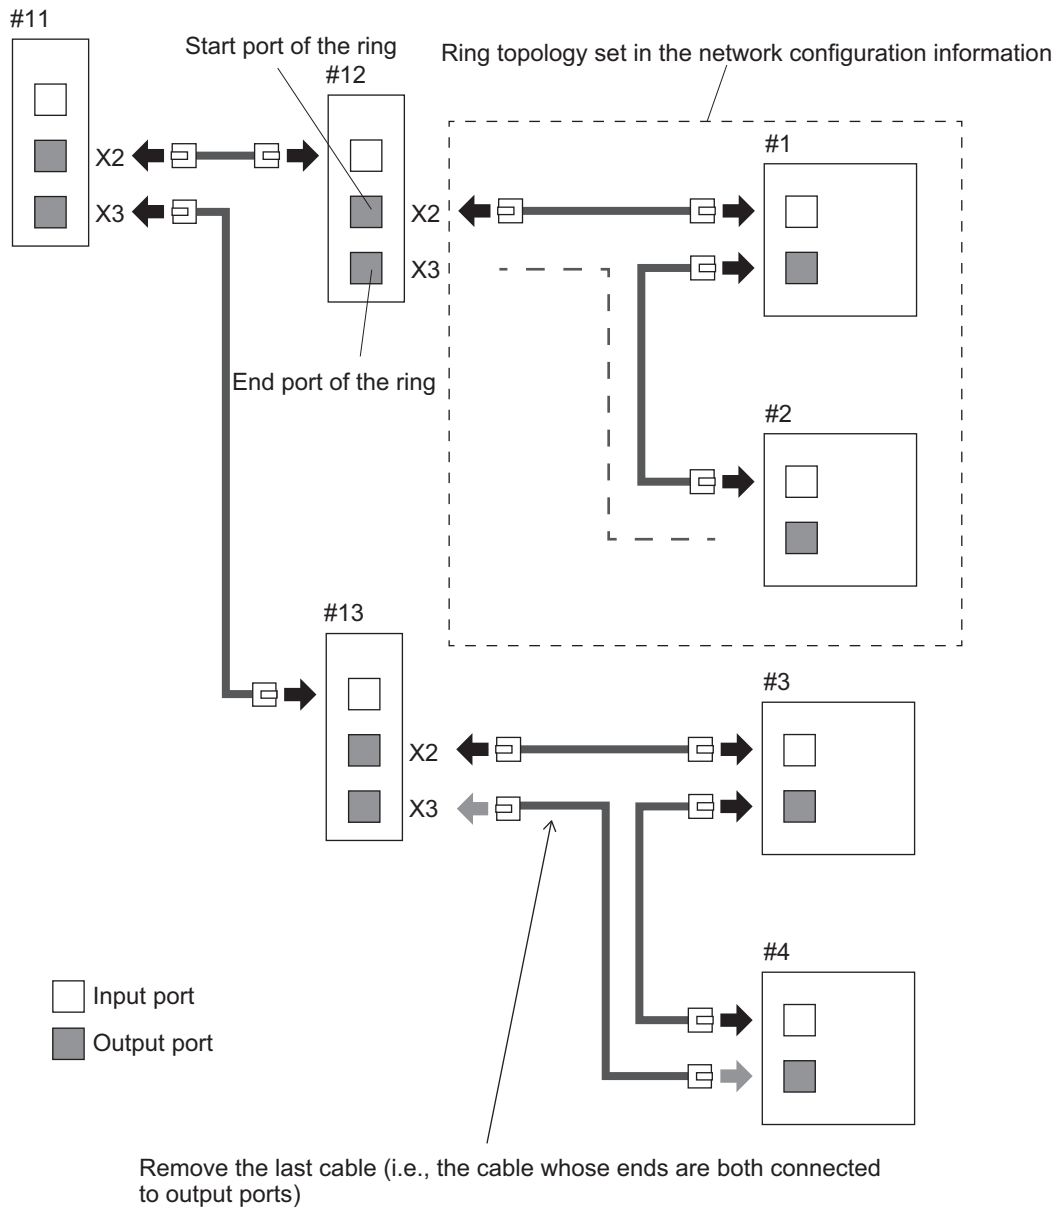 #11
Start port of the ring
Ring topology set in the network configuration information
#12
#1
X2
X3
X2
X3
End port of the ring
#2
#13
#3
X2
X3
#4
Input port
Output port
Remove the last cable (i.e., the cable whose ends are both connected
to output ports)